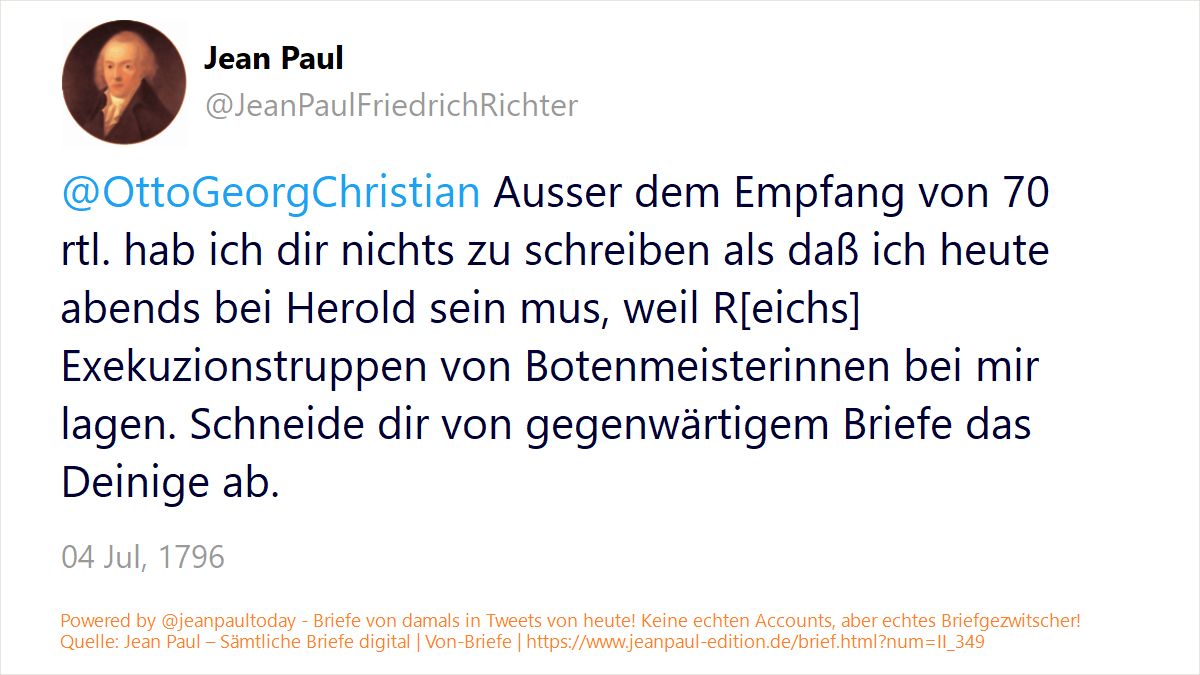 Jean Paul
@JeanPaulFriedrichRichter
@OttoGeorgChristian Ausser dem Empfang von 70
rtl. hab ich dir nichts zu schreiben als daß ich heute
abends bei Herold sein mus, weil R[eichs]
Exekuzionstruppen von Botenmeisterinnen bei mir
lagen. Schneide dir von gegenwärtigem Briefe das
Deinige ab.
04 Jul, 1796
Powered by @jeanpaultoday - Briefe von damals in Tweets von heute! Keine echten Accounts, aber echtes Briefgezwitscher!
Quelle: Jean Paul – Sämtliche Briefe digital | Von-Briefe | https://www.jeanpaul-edition.de/brief.html?num=II_349